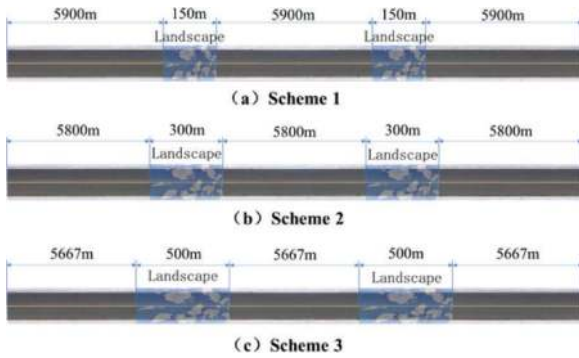 5900m 150m 5900m 150m 5900m
Landscape Landscape
（a）Scheme 1
5800m 300m 5800m 300m 5800m
Landscape Landscape
（b）Scheme 2
5667m 500m 5667m 500m 5667m
Landscape Landscape
（c）Scheme 3